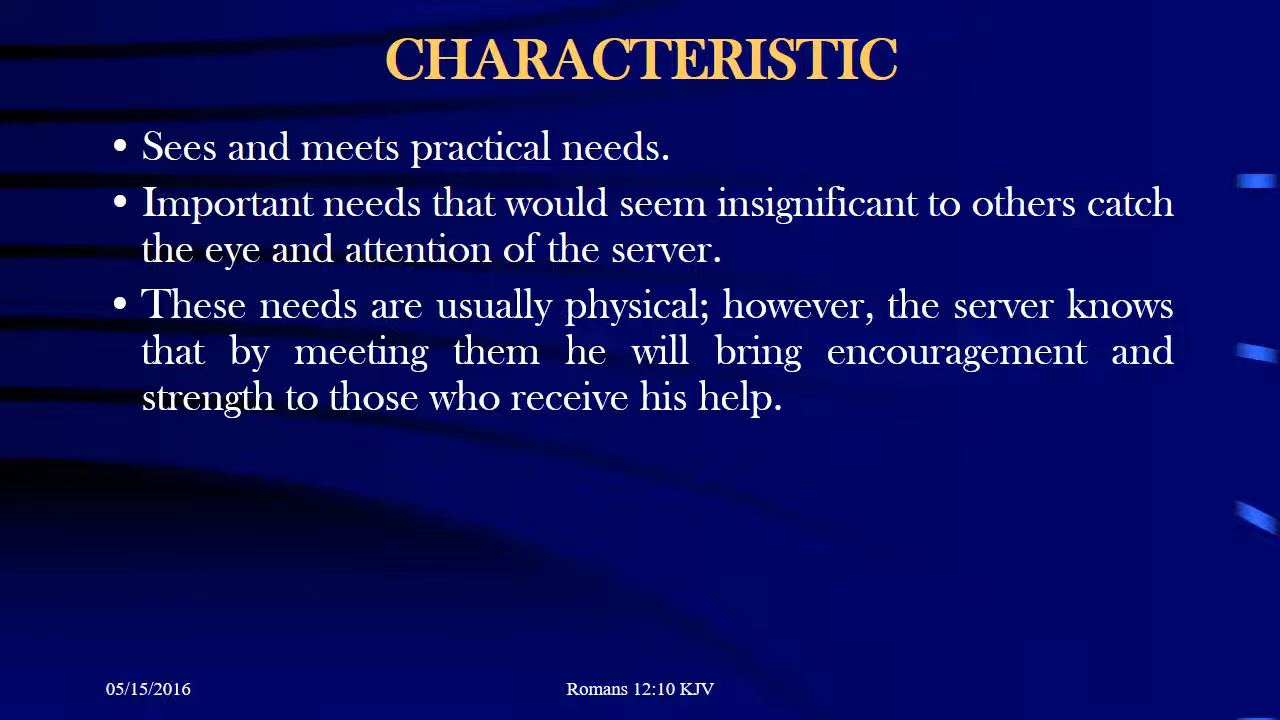 CHARACTERISTIC
• Sees and meets practical needs.
• Important needs that would seem insignificant to others catch
the eye and attention of the server.
• These needs are usually physical; however, the server knows
that by meeting them he will bring encouragement and
strength to those who receive his help.
05/15/2016
Romans 12:10 KJV